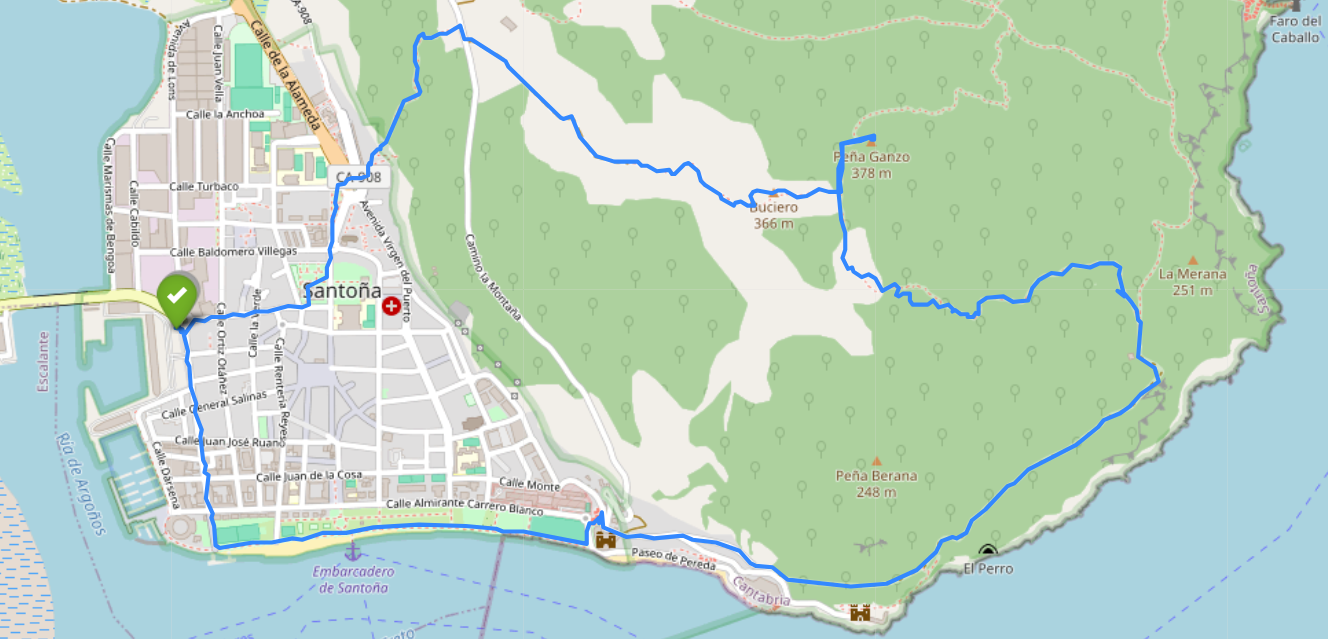 CA-908
Faro del
Caballo
Avenida de Lons
Calle Juan Vella
Calle de la Alameda
Calle la Anchoa
Calle Marismas de Bengoa
Calle Cabildo
Calle Turbaco
CA-908
Peña Ganzo
378 m
Avenida Virgen del Puerto
Buciero
366 m
Calle Baldomero Villegas
Camino la Montaña
La Merana
251 m
Santoña
Santoña
Calle Ortiz Otáñez
Calle la Verde
Escalante
Calle Rentería Reyes
Calle General Salinas
Ría de Argoños
Calle Juan José Ruano
Calle Dársena
Calle Juan de la Cosa
Calle Monte
Peña Berana
248 m
Calle Almirante Carrero Blanco
Paseo de Pereda
El Perro
Embarcadero
de Santoña
Cantabria